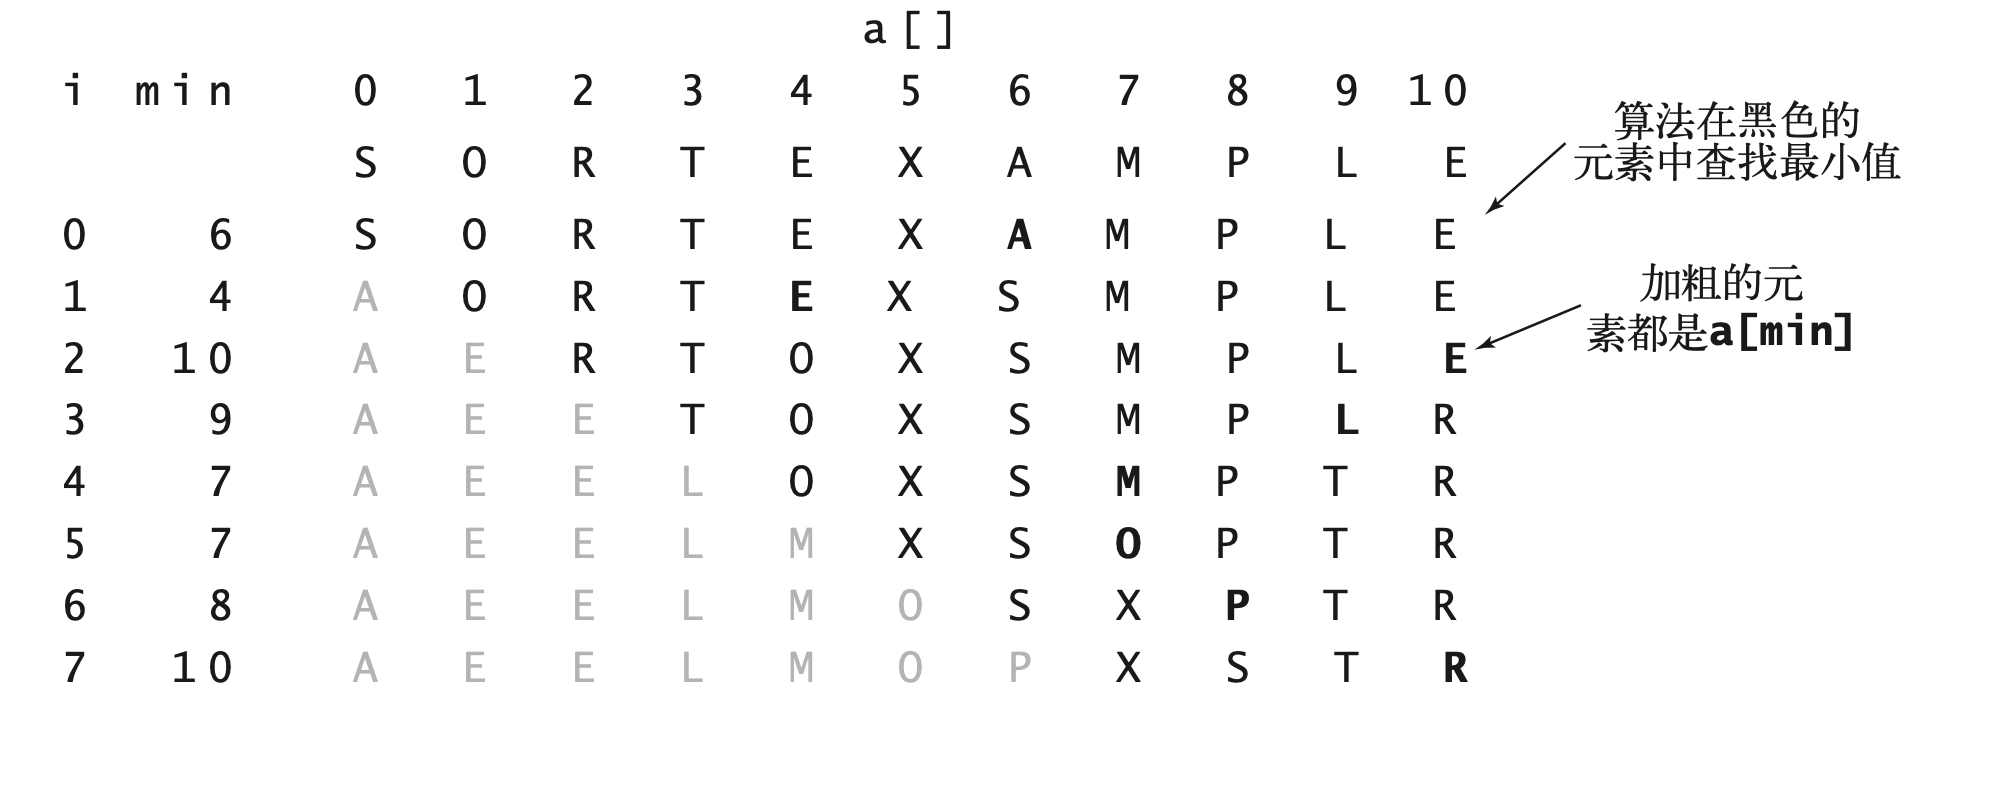 a[]
i min 0 1 2 3 4 5 6 7 8 9 10
S O R T E X A M P L E
0 6 S O R T E X A M P L E
1 4 A O R T E X S M P L E
2 10 A E R T O X S M P L E
3 9 A E E T O X S M P L R
4 7 A E E L O X S M P T R
5 7 A E E L M X S O P T R
6 8 A E E L M O S X P T R
7 10 A E E L M O P X S T R
算法在黑色的
元素中查找最小值
加粗的元
素都是a[min]